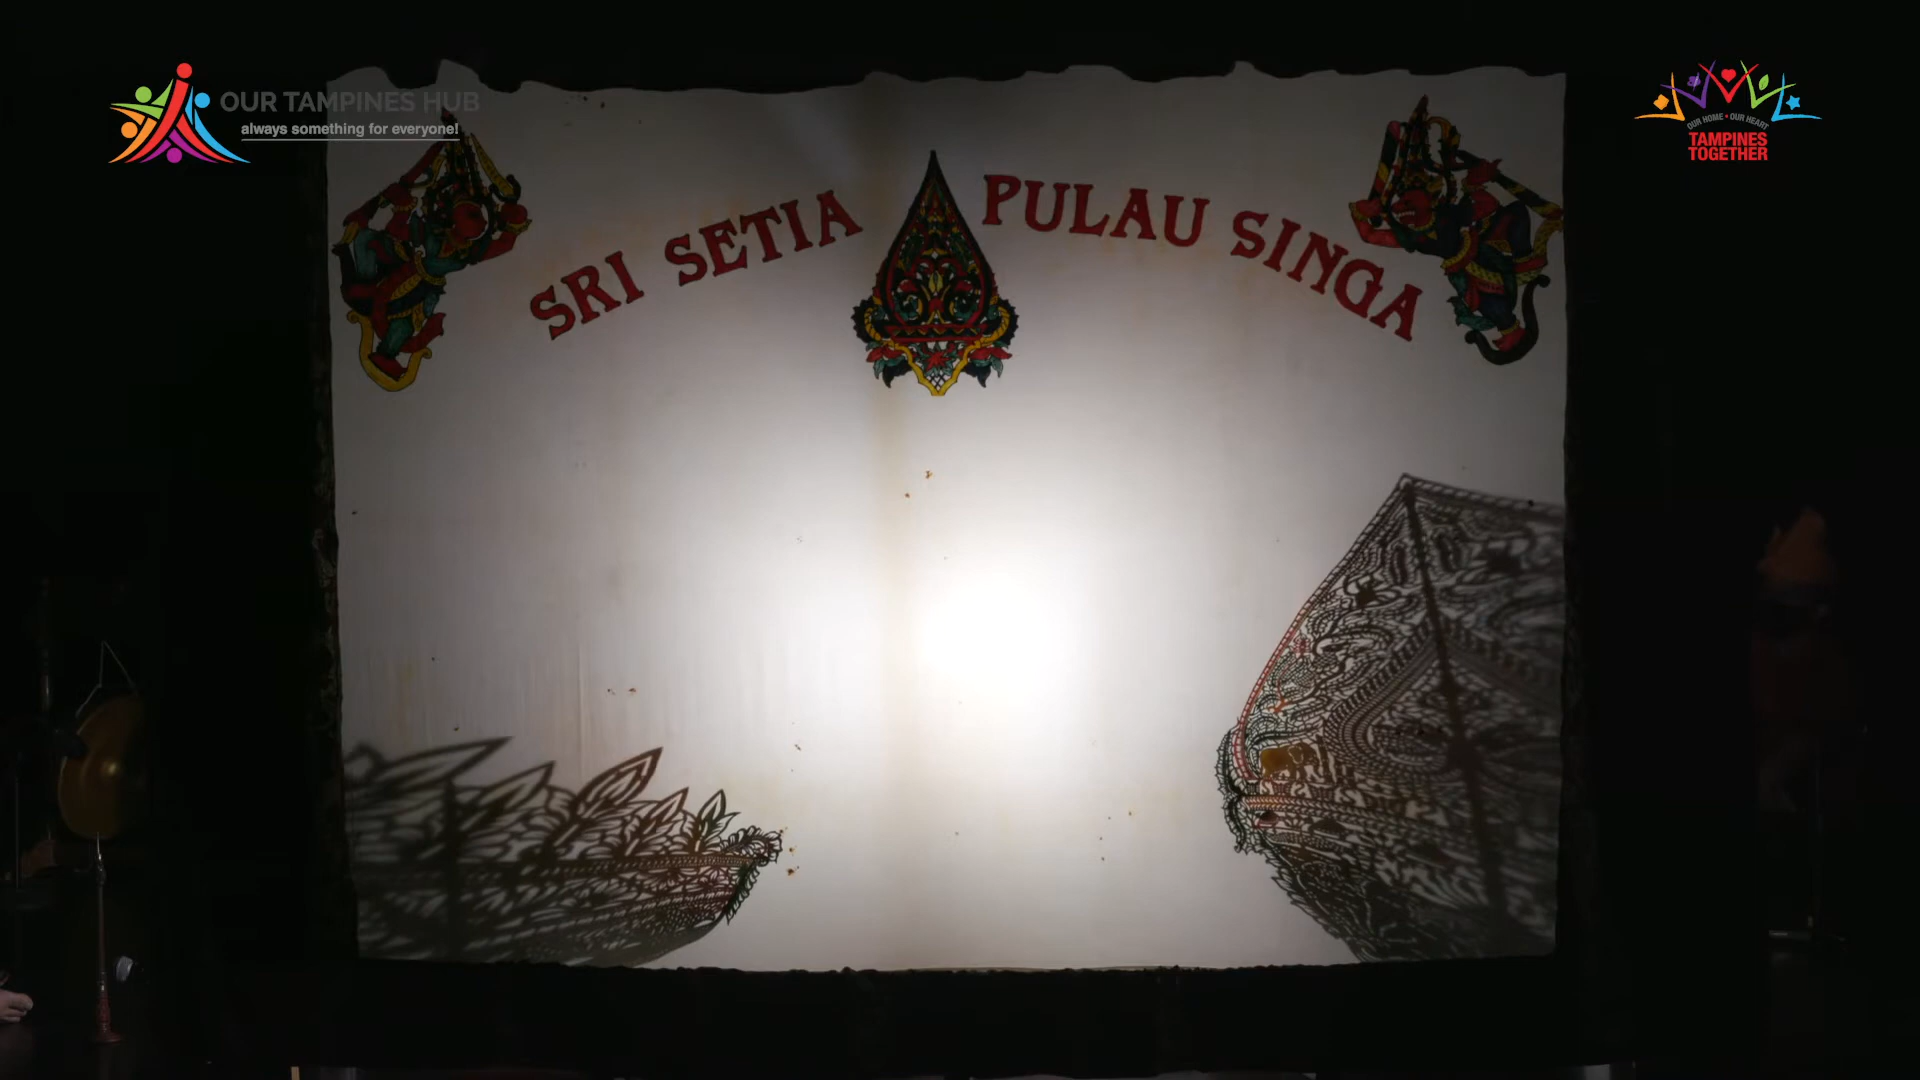 OUR TAMPINES HUB
always something for everyone!
OUR HOME • OUR HEART
TAMPINES
TOGETHER
SRI SETIA PULAU SINGA